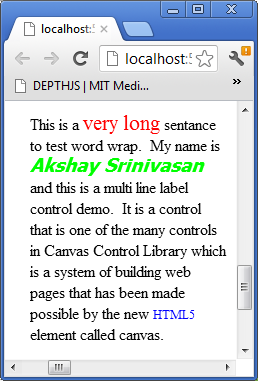 localhost:5
DEPTHJS | MIT Medi... »
This is a very long sentance
to test word wrap. My name is
Akshay Srinivasan
and this is a multi line label
control demo. It is a control
that is one of the many controls
in Canvas Control Library which
is a system of building web
pages that has been made
possible by the new HTML5
element called canvas.